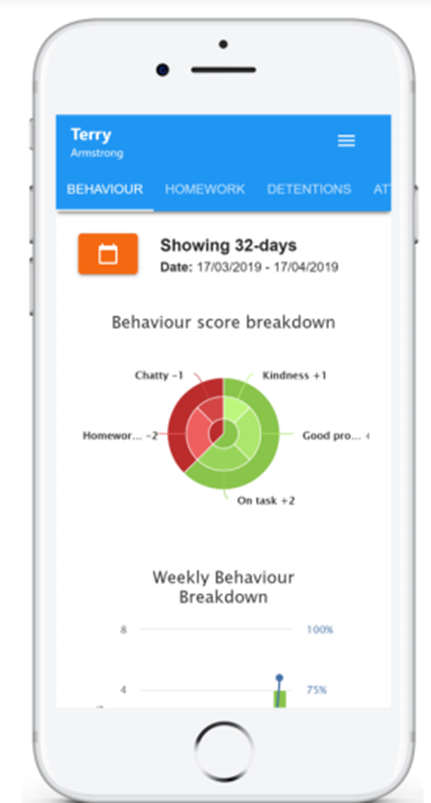 Terry
Armstrong
BEHAVIOUR HOMEWORK DETENTIONS AT
Showing 32-days
Date: 17/03/2019 - 17/04/2019
Behaviour score breakdown
Chatty -1 Kindness +1
Homewor... -2 Good pro...
On task +2
Weekly Behaviour
Breakdown
8 100%
4 75%